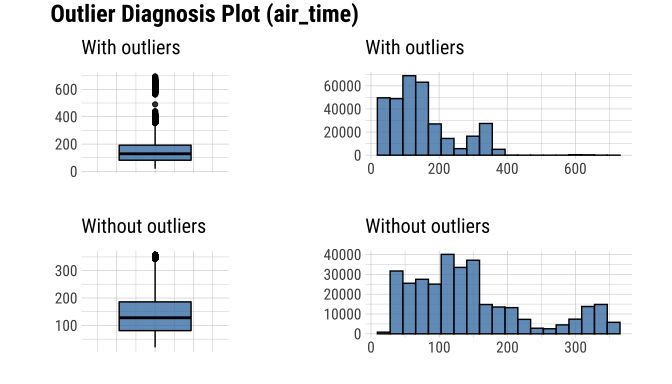 Outlier Diagnosis Plot (air_time)
With outliers
With outliers
600
400
200
0
60000
40000
20000
0
0 200 400 600
Without outliers
Without outliers
300
200
100
40000
30000
20000
10000
0
0 100 200 300